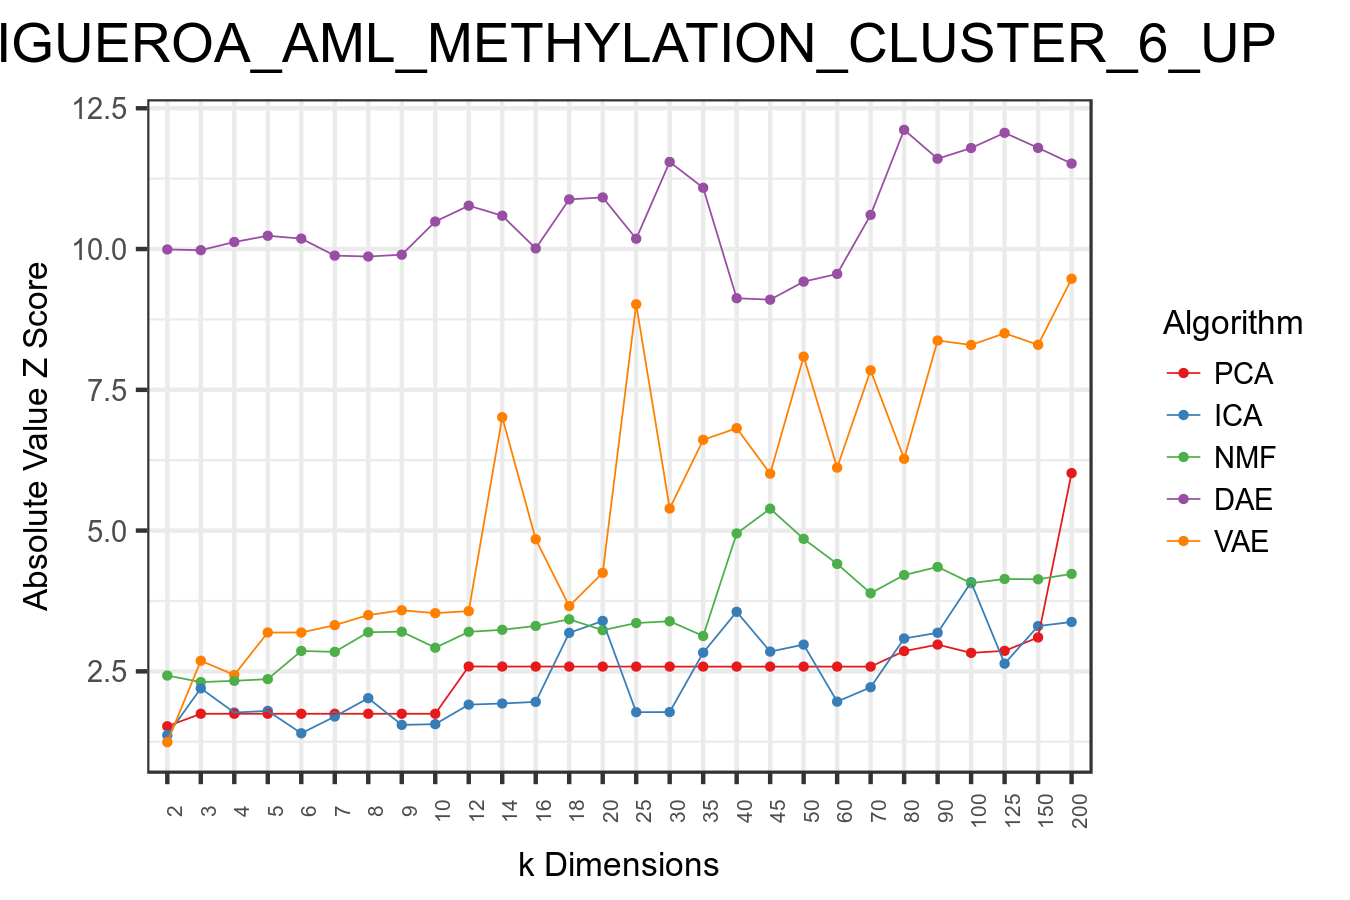 IGUEROA_AML_METHYLATION_CLUSTER_6_UP
12.5
10.0
7.5
5.0
2.5
Absolute Value Z Score
2 3 4 5 6 7 8 9 10 12 14 16 18 20 25 30 35 40 45 50 60 70 80 90 100 125 150 200
k Dimensions
Algorithm
PCA
ICA
NMF
DAE
VAE